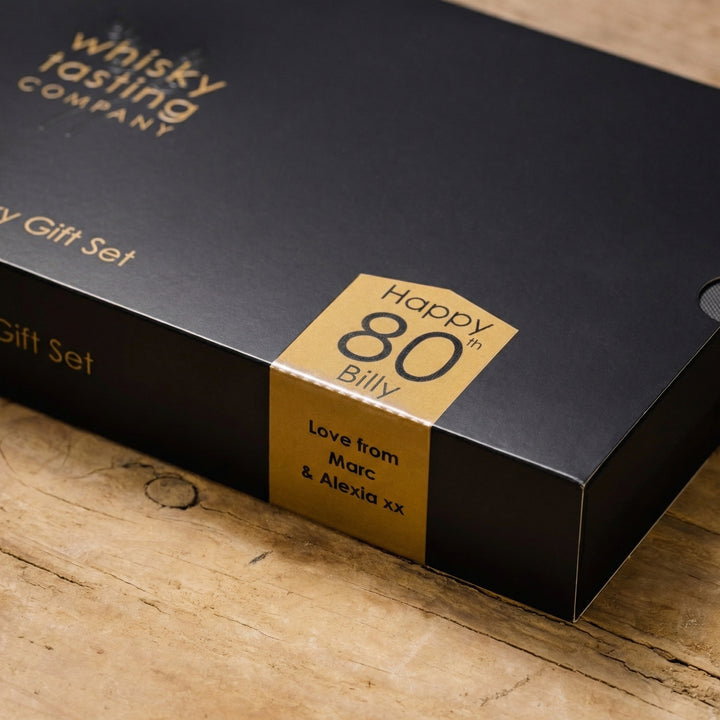 whisky
tasting
COMPANY
Gift Set
Gift Set
Happy
80th
Billy
Love from
Marc
& Alexia xx